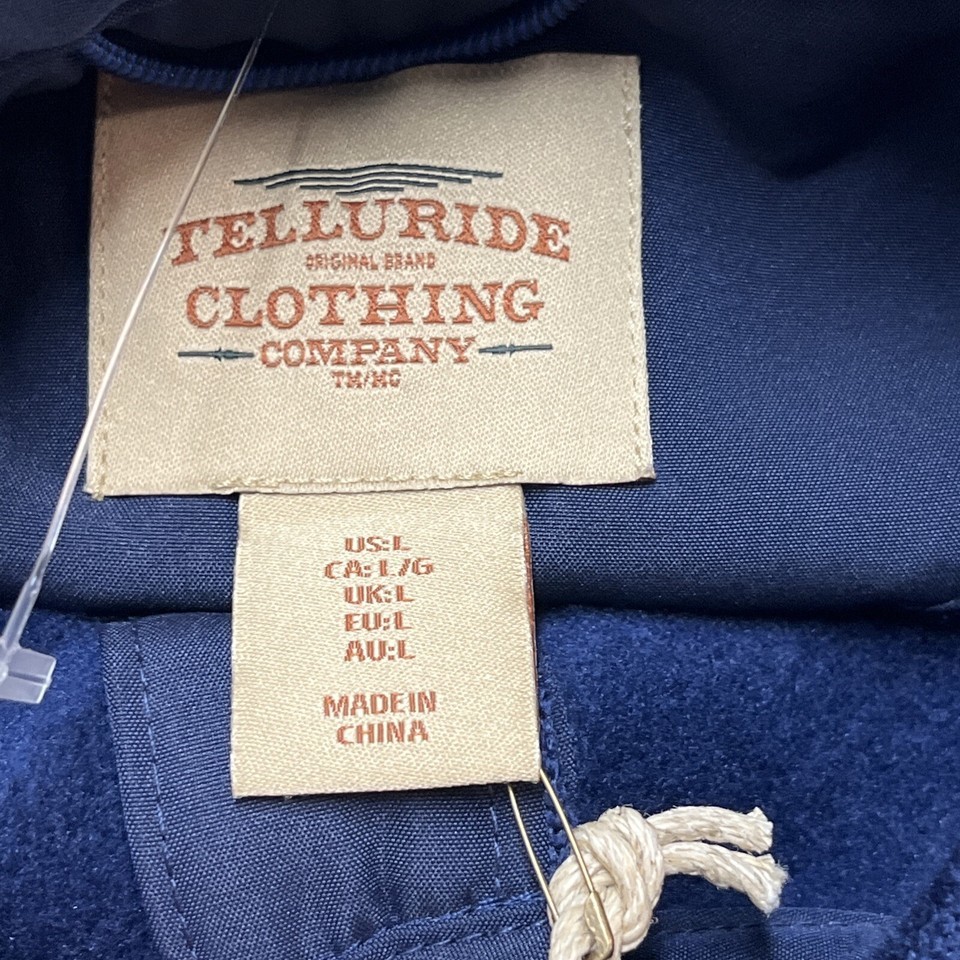 TELLURIDE
ORIGINAL BRAND
CLOTHING
COMPANY
TM/MC
US:L
CA:L/G
UK:L
EU:L
AU:L
MADE IN
CHINA